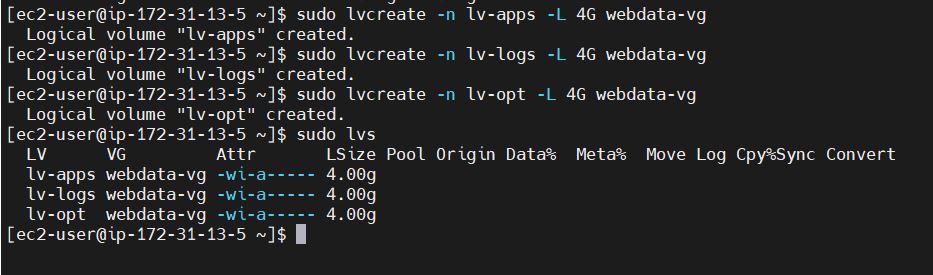 [ec2-user@ip-172-31-13-5 ~]$ sudo lvcreate -n lv-apps -L 4G webdata-vg
  Logical volume "lv-apps" created.
[ec2-user@ip-172-31-13-5 ~]$ sudo lvcreate -n lv-logs -L 4G webdata-vg
  Logical volume "lv-logs" created.
[ec2-user@ip-172-31-13-5 ~]$ sudo lvcreate -n lv-opt -L 4G webdata-vg
  Logical volume "lv-opt" created.
[ec2-user@ip-172-31-13-5 ~]$ sudo lvs
  LV      VG         Attr       LSize Pool Origin Data%  Meta%  Move Log Cpy%Sync Convert
  lv-apps webdata-vg -wi-a----- 4.00g
  lv-logs webdata-vg -wi-a----- 4.00g
  lv-opt  webdata-vg -wi-a----- 4.00g
[ec2-user@ip-172-31-13-5 ~]$